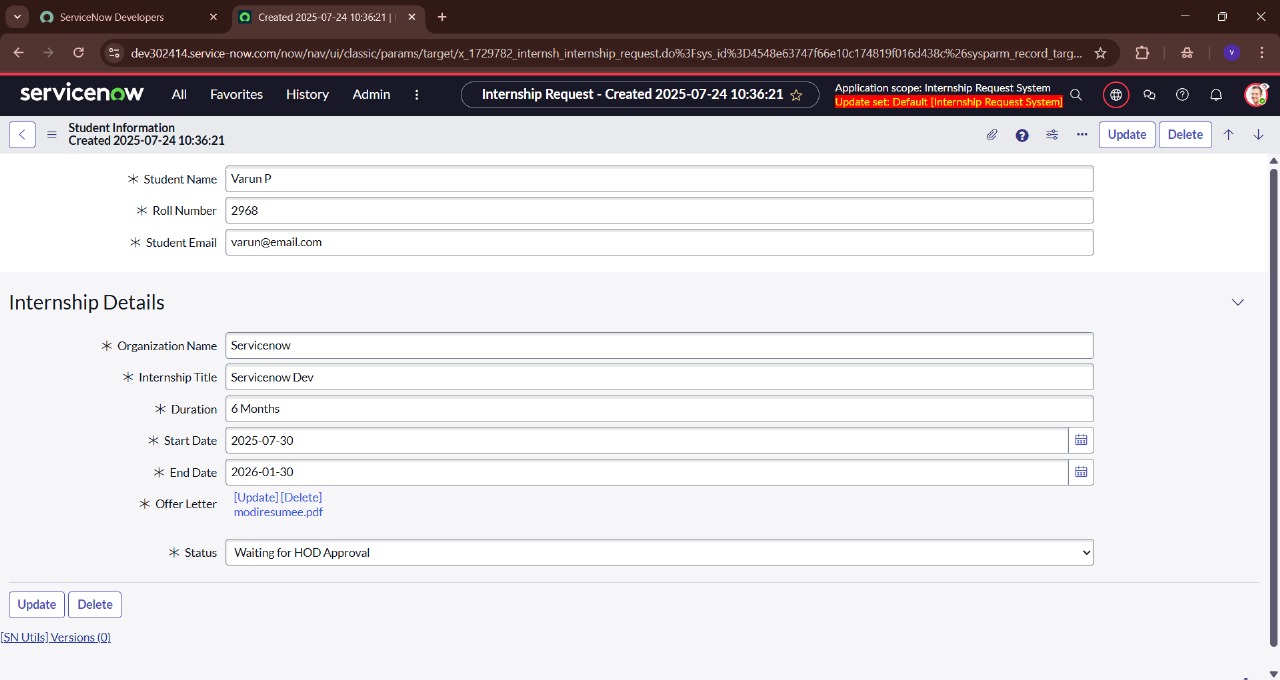 ServiceNow Developers
Created 2025-07-24 10:36:21 |
dev302414.service-now.com/now/nav/ui/classic/params/target/x_1729782_internsh_internship_request.do%3Fsys_id%3D4548e63747f66e10c174819f016d438c%26sysparm_record_targ...
V
servicenow
All
Favorites
History
Admin
Internship Request - Created 2025-07-24 10:36:21
Application scope: Internship Request System
Update set: Default [Internship Request System]
Student Information
Created 2025-07-24 10:36:21
Update
Delete
Student Name
Varun P
Roll Number
2968
Student Email
varun@email.com
Internship Details
Organization Name
Servicenow
Internship Title
Servicenow Dev
Duration
6 Months
Start Date
2025-07-30
End Date
2026-01-30
Offer Letter
[Update] [Delete]
modiresumee.pdf
Status
Waiting for HOD Approval
Update
Delete
[SN Utils] Versions (0)